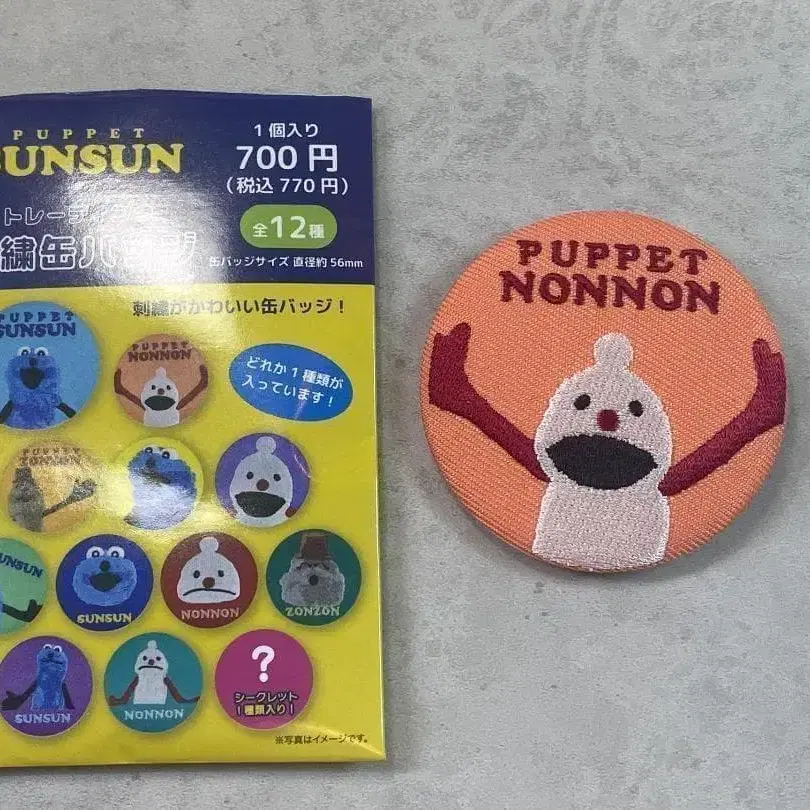 PUPPET
SUNSUN
1個入り
700円
(税込770円)
全12種
缶バッジサイズ 直径約56mm
刺繍がかわいい缶バッジ!
どれか1種類が
入っています!
PUPPET
SUNSUN
PUPPET
NONNON
PUPPET
ZONZON
SUNSUN
SUNSUN
NONNON
ZONZON
SUNSUN
NONNON
?
シークレット
1種類入り!
※写真はイメージです。
PUPPET
NONNON